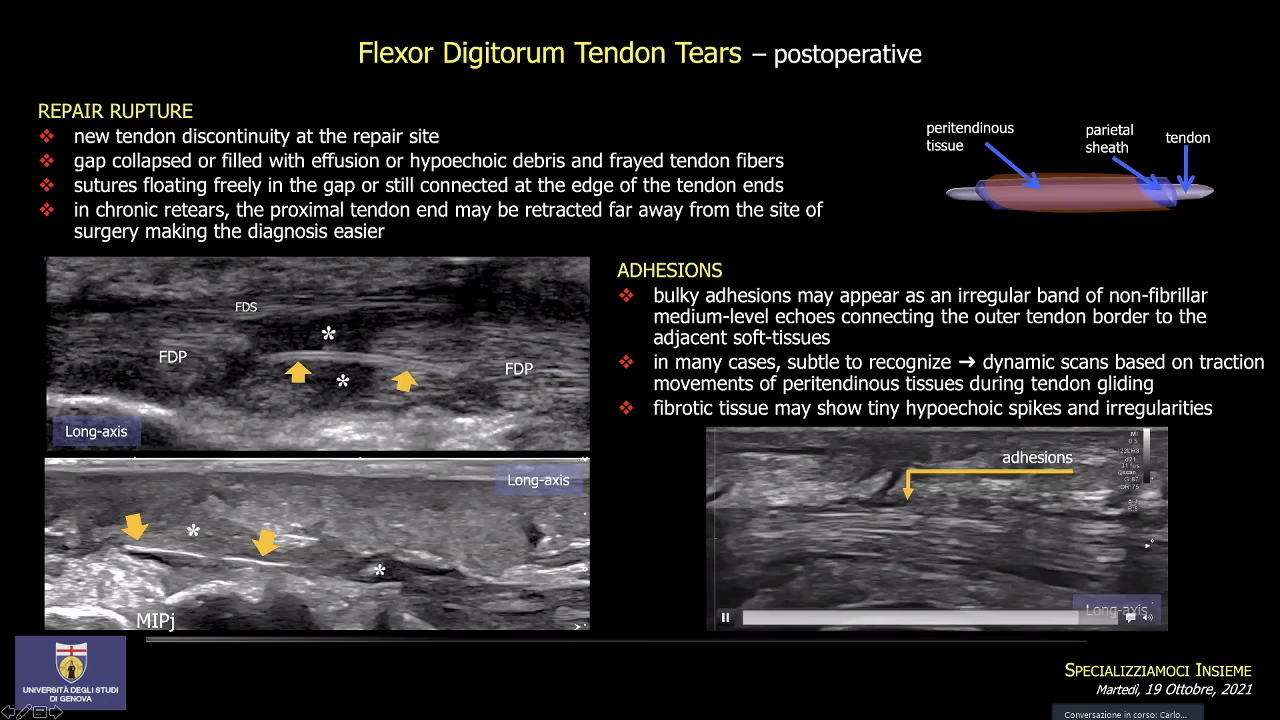 Flexor Digitorum Tendon Tears – postoperative
REPAIR RUPTURE
❖ new tendon discontinuity at the repair site
❖ gap collapsed or filled with effusion or hypoechoic debris and frayed tendon fibers
❖ sutures floating freely in the gap or still connected at the edge of the tendon ends
❖ in chronic retears, the proximal tendon end may be retracted far away from the site of
surgery making the diagnosis easier
peritendinous
tissue
parietal
sheath
tendon
FDS
*
FDP
*
FDP
Long-axis
Long-axis
*
*
MIPj
ADHESIONS
❖ bulky adhesions may appear as an irregular band of non-fibrillar
medium-level echoes connecting the outer tendon border to the
adjacent soft-tissues
❖ in many cases, subtle to recognize ➔ dynamic scans based on traction
movements of peritendinous tissues during tendon gliding
❖ fibrotic tissue may show tiny hypoechoic spikes and irregularities
adhesions
MI
Long-axis
UNIVERSITÀ DEGLI STUDI
DI GENOVA
SPECIALIZZIAMOCI INSIEME
Martedì, 19 Ottobre, 2021
Conversazione in corso: Carlo...